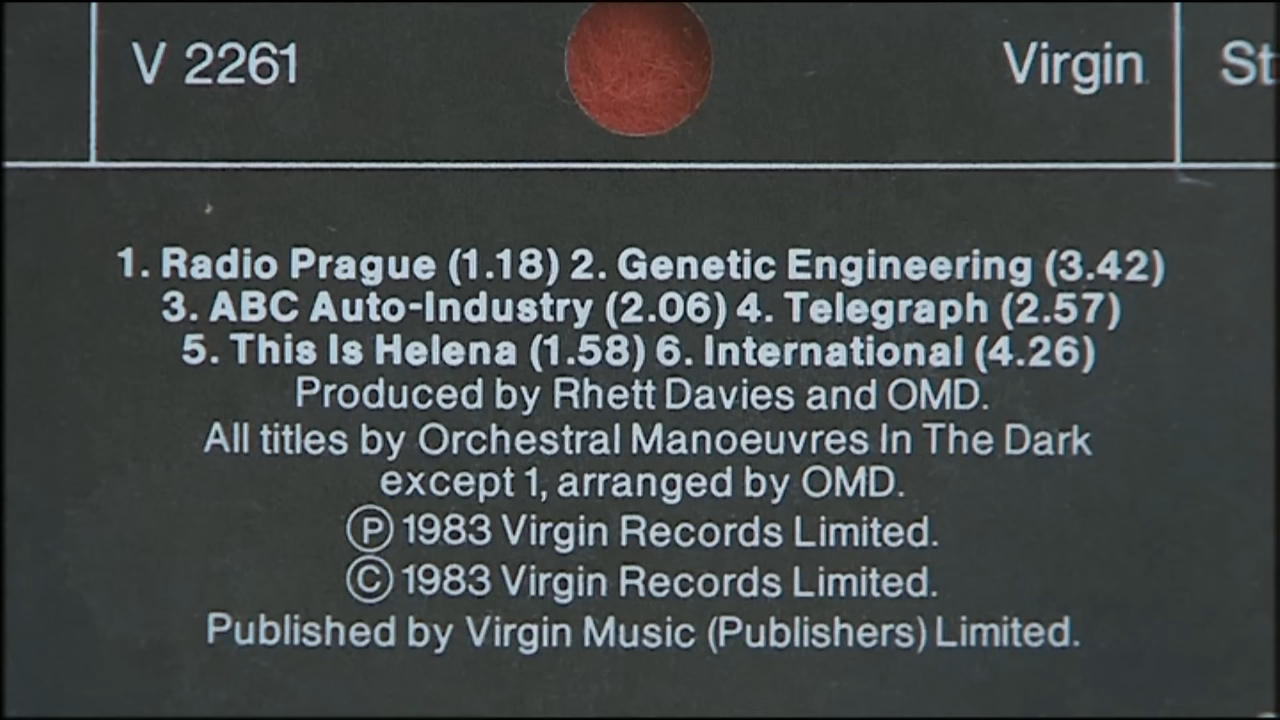 V 2261 Virgin St
1. Radio Prague (1.18) 2. Genetic Engineering (3.42)
3. ABC Auto-Industry (2.06) 4. Telegraph (2.57)
5. This Is Helena (1.58) 6. International (4.26)
Produced by Rhett Davies and OMD.
All titles by Orchestral Manoeuvres In The Dark
except 1, arranged by OMD.
Ⓟ 1983 Virgin Records Limited.
© 1983 Virgin Records Limited.
Published by Virgin Music (Publishers) Limited.